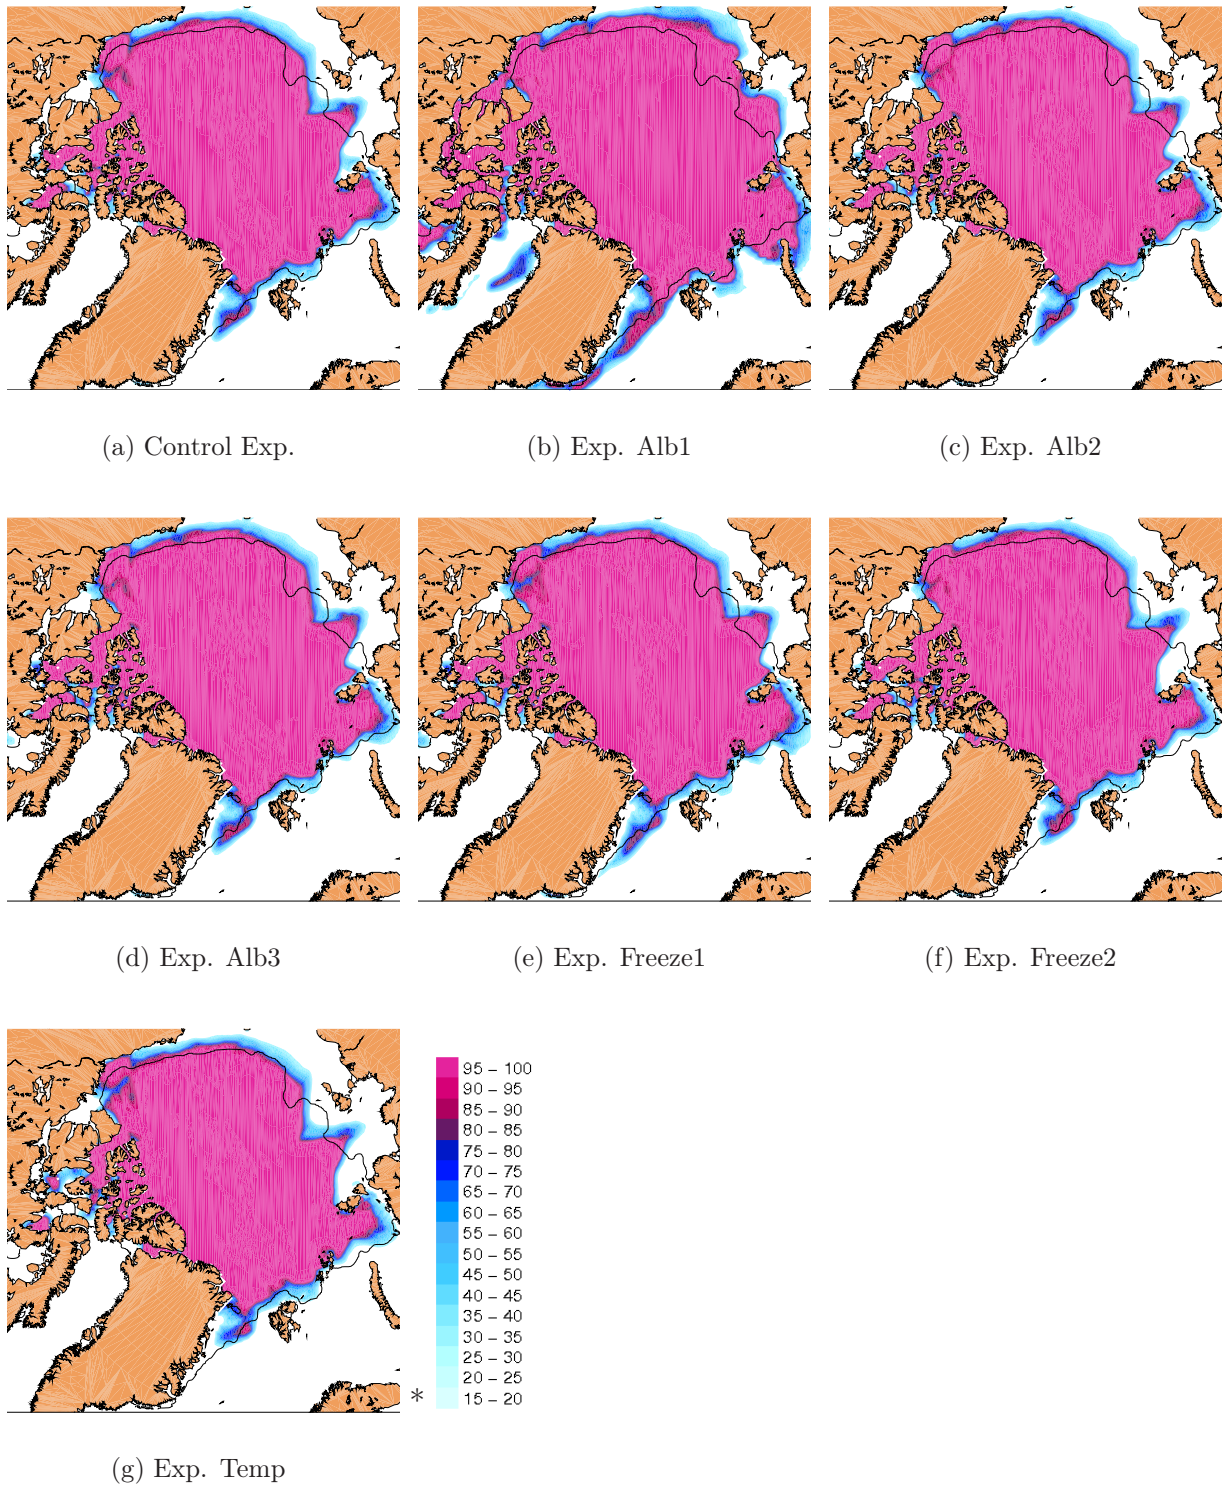 (a) Control Exp.
(b) Exp. Alb1
(c) Exp. Alb2
(d) Exp. Alb3
(e) Exp. Freeze1
(f) Exp. Freeze2
95 – 100
90 – 95
85 – 90
80 – 85
75 – 80
70 – 75
65 – 70
60 – 65
55 – 60
50 – 55
45 – 50
40 – 45
35 – 40
30 – 35
25 – 30
20 – 25
15 – 20
*
(g) Exp. Temp